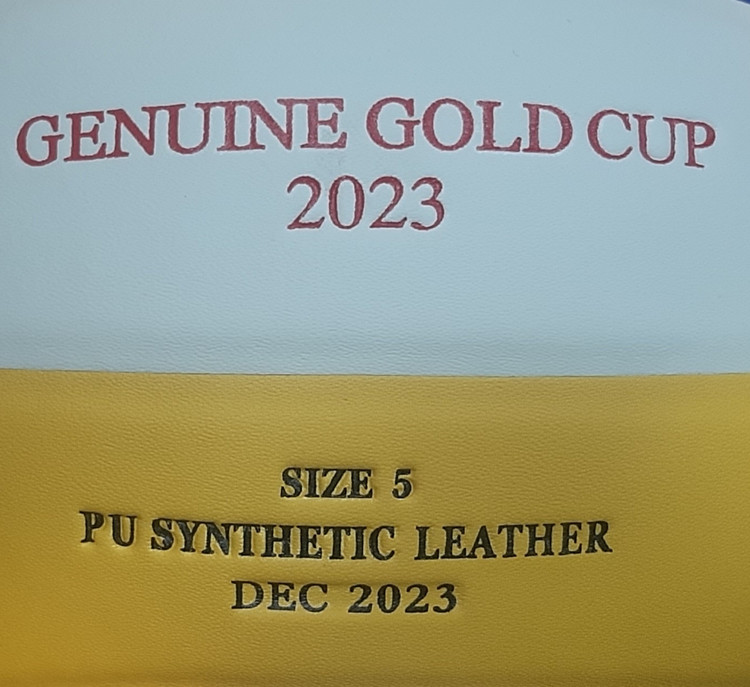 GENUINE GOLD CUP
2023
SIZE 5
PU SYNTHETIC LEATHER
DEC 2023